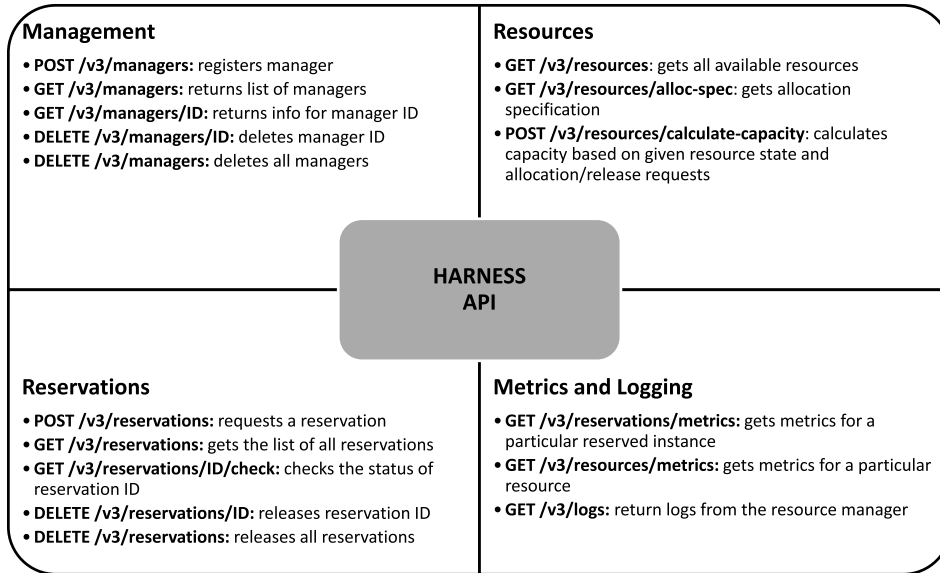 Management
• POST /v3/managers: registers manager
• GET /v3/managers: returns list of managers
• GET /v3/managers/ID: returns info for manager ID
• DELETE /v3/managers/ID: deletes manager ID
• DELETE /v3/managers: deletes all managers
Resources
• GET /v3/resources: gets all available resources
• GET /v3/resources/alloc-spec: gets allocation
specification
• POST /v3/resources/calculate-capacity: calculates
capacity based on given resource state and
allocation/release requests
HARNESS
API
Reservations
• POST /v3/reservations: requests a reservation
• GET /v3/reservations: gets the list of all reservations
• GET /v3/reservations/ID/check: checks the status of
reservation ID
• DELETE /v3/reservations/ID: releases reservation ID
• DELETE /v3/reservations: releases all reservations
Metrics and Logging
• GET /v3/reservations/metrics: gets metrics for a
particular reserved instance
• GET /v3/resources/metrics: gets metrics for a particular
resource
• GET /v3/logs: return logs from the resource manager